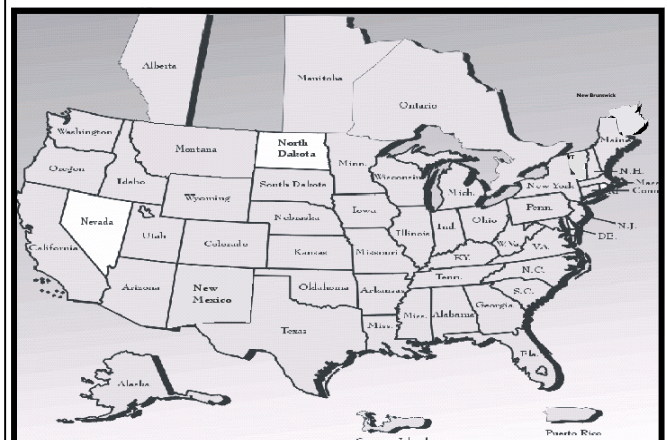 Alberta
Manitoba
Ontario
New Brunswick
Washington
Montana
North
Dakota
Minn.
Maine
Oregon
Idaho
Wyoming
South Dakota
Wisconsin
Mich.
New York
N.H.
Mass
Conn
Nevada
Utah
Colorado
Nebraska
Iowa
Illinois
Ind.
Ohio
Penn.
N.J.
DE.
California
Kansas
Missouri
KY.
W.V.
VA.
Arizona
New
Mexico
Oklahoma
Arkansas
Tenn.
N.C.
S.C.
Texas
Miss.
Miss.
Alabama
Georgia
Fla.
Alaska
Puerto Rico